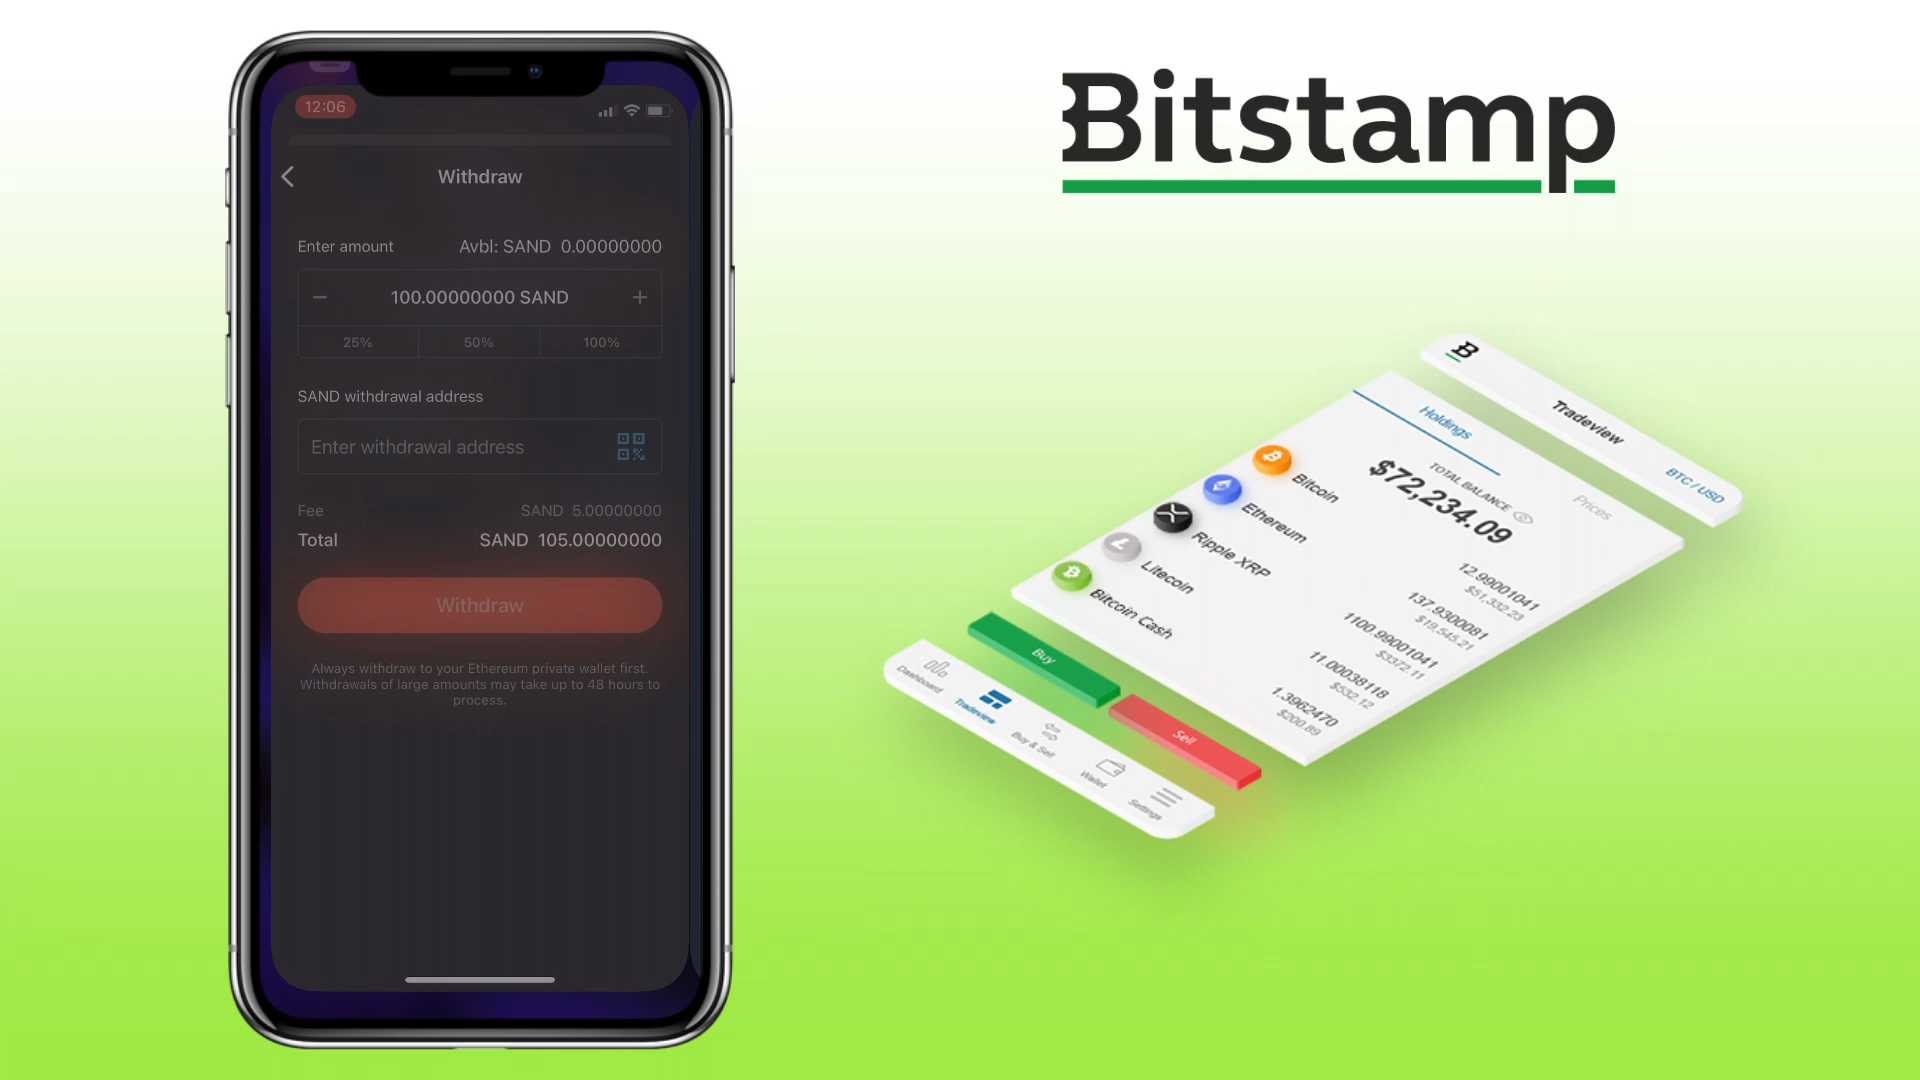 12:06
Withdraw
Enter amount Avbl: SAND 0.00000000
− 100.00000000 SAND +
25% 50% 100%
SAND withdrawal address
Enter withdrawal address
Fee SAND 5.00000000
Total SAND 105.00000000
Withdraw
Always withdraw to your Ethereum private wallet first.
Withdrawals of large amounts may take up to 48 hours to
process.
Bitstamp
Tradeview
BTC / USD
Holdings
Prices
TOTAL BALANCE
$72,234.09
Bitcoin
12.99001041
$51,332.23
Ethereum
137.9300081
$19,545.21
Ripple XRP
1100.99001041
$3372.11
Litecoin
11.00038118
$532.12
Bitcoin Cash
1.3962470
$200.89
Buy
Sell
Dashboard
Tradeview
Buy & Sell
Wallet
Settings